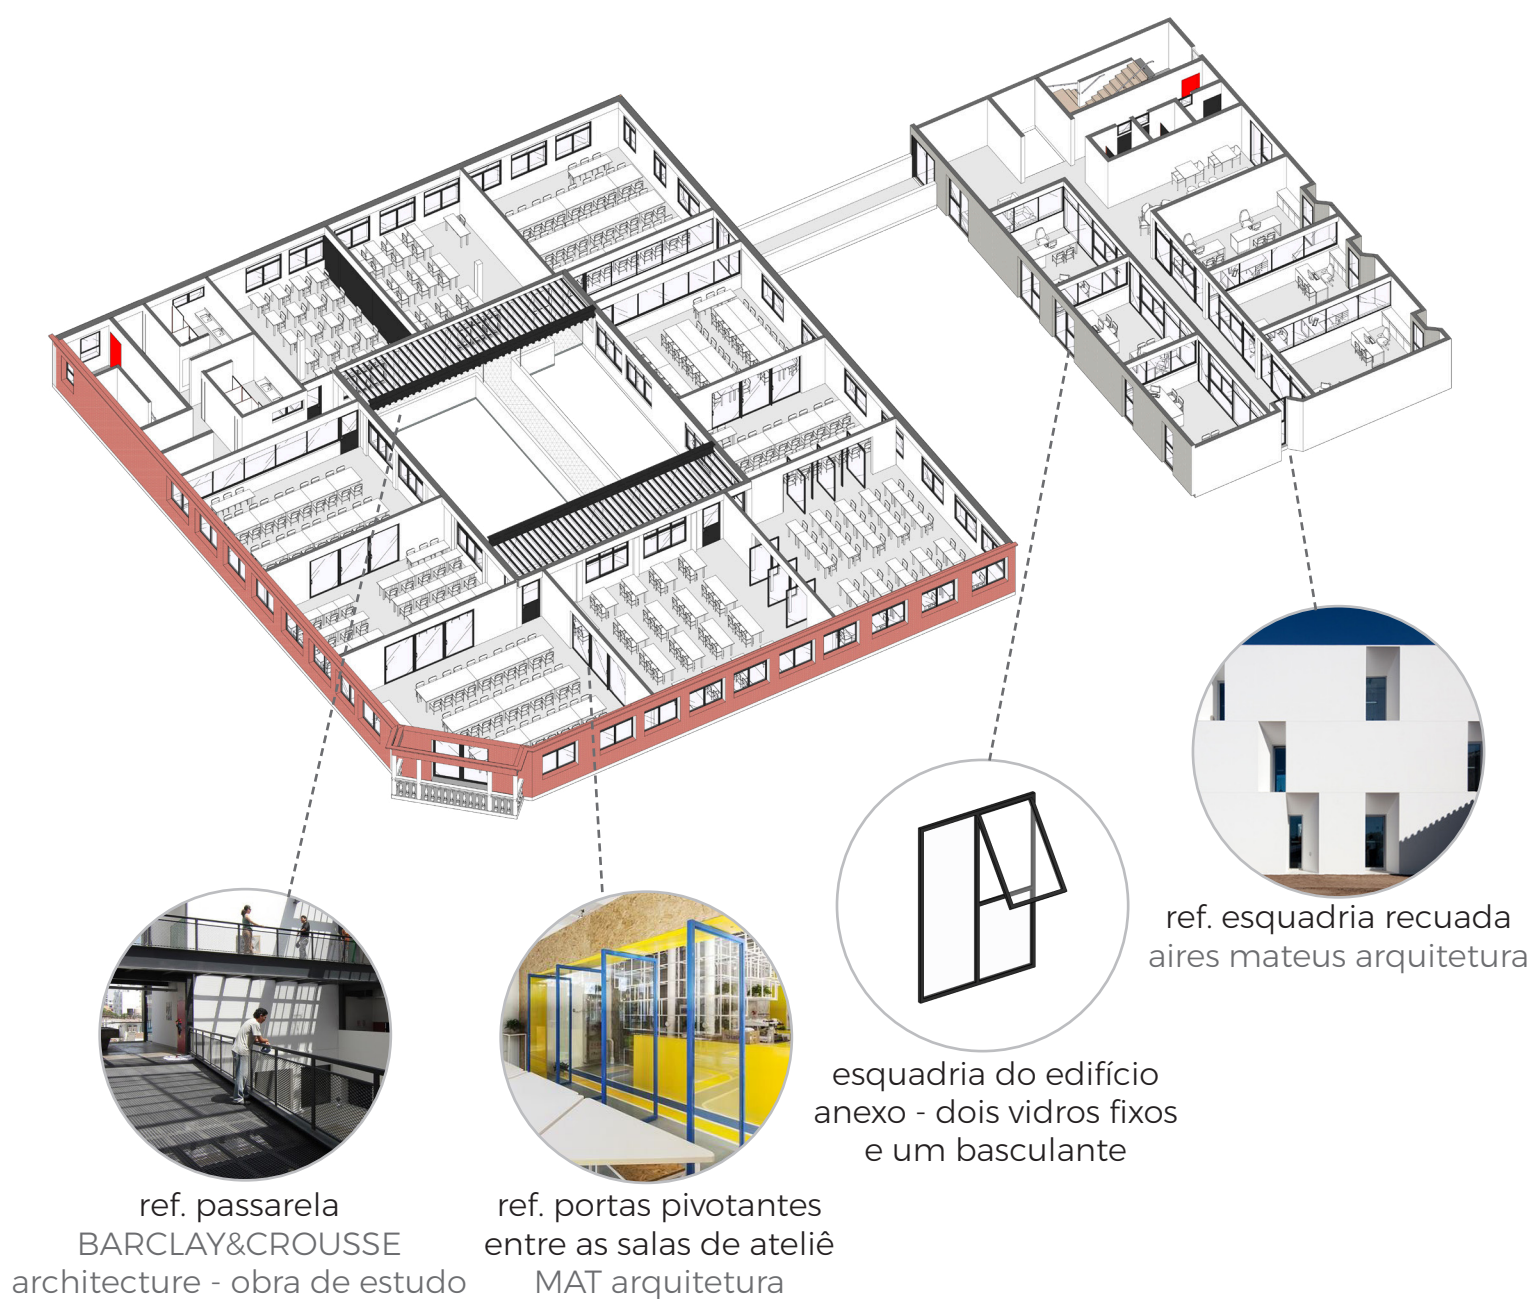 ref. passarela
BARCLAY&CROUSSE
architecture - obra de estudo
ref. portas pivotantes
entre as salas de ateliê
MAT arquitetura
esquadria do edifício
anexo - dois vidros fixos
e um basculante
ref. esquadria recuada
aires mateus arquitetura